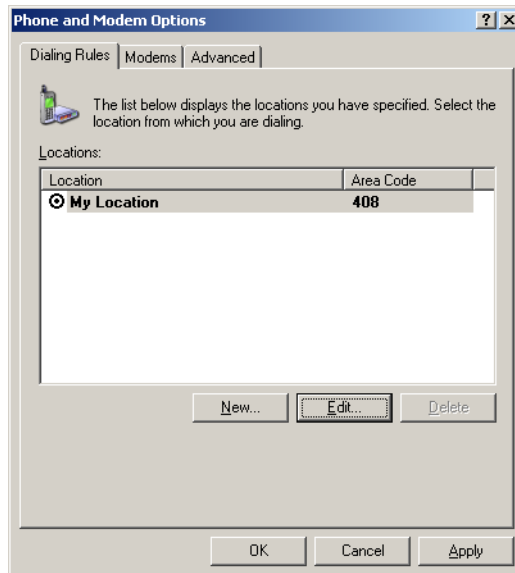 Phone and Modem Options
Dialing Rules Modems Advanced
The list below displays the locations you have specified. Select the
location from which you are dialing.
Locations:
Location Area Code
My Location 408
New... Edit... Delete
OK Cancel Apply